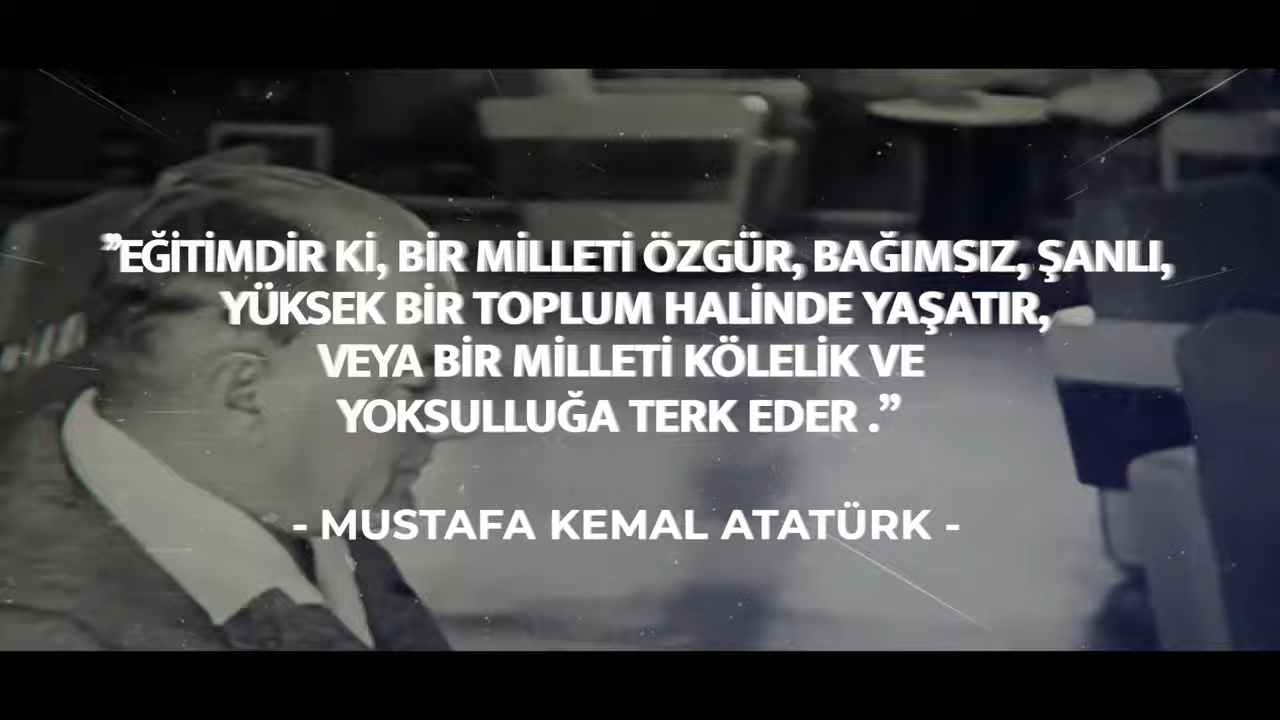 ”EĞİTİMDİR Kİ, BİR MİLLETİ ÖZGÜR, BAĞIMSIZ, ŞANLI,
YÜKSEK BİR TOPLUM HALİNDE YAŞATIR,
VEYA BİR MİLLETİ KÖLELİK VE
YOKSULLUĞA TERK EDER .”
- MUSTAFA KEMAL ATATÜRK -